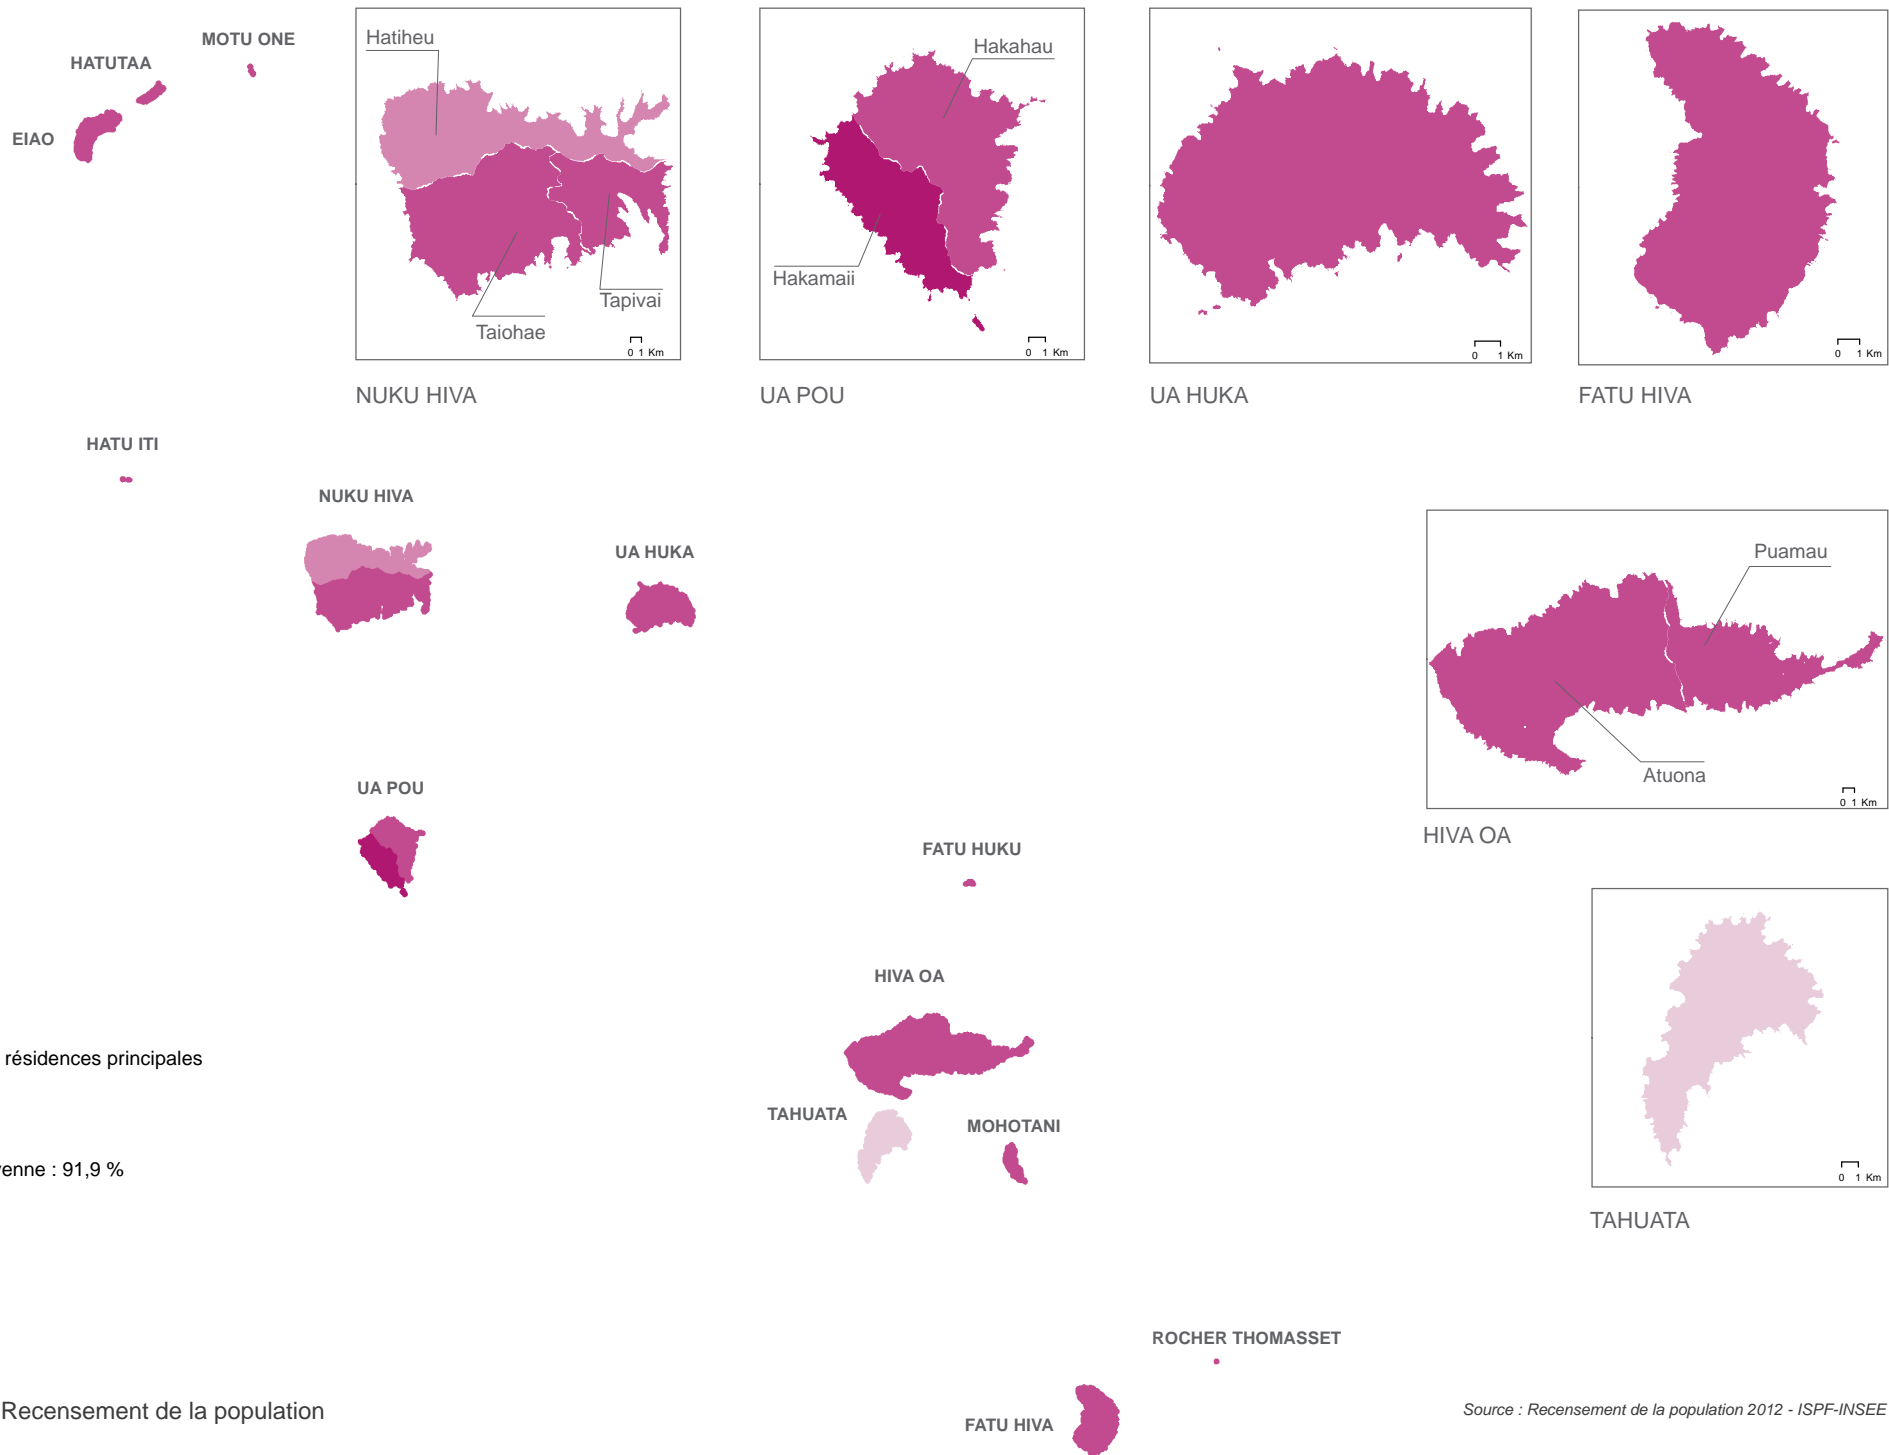 MOTU ONE
HATUTAA
EIAO
Hatiheu
Tapivai
Taiohae
0 1 Km
NUKU HIVA
Hakahau
Hakamaii
0 1 Km
UA POU
0 1 Km
UA HUKA
0 1 Km
FATU HIVA
HATU ITI
NUKU HIVA
UA HUKA
Puamau
Atuona
0 1 Km
HIVA OA
UA POU
FATU HUKU
HIVA OA
TAHUATA
MOHOTANI
0 1 Km
TAHUATA
résidences principales
enne : 91,9 %
ROCHER THOMASSET
FATU HIVA
Recensement de la population
Source : Recensement de la population 2012 - ISPF-INSEE